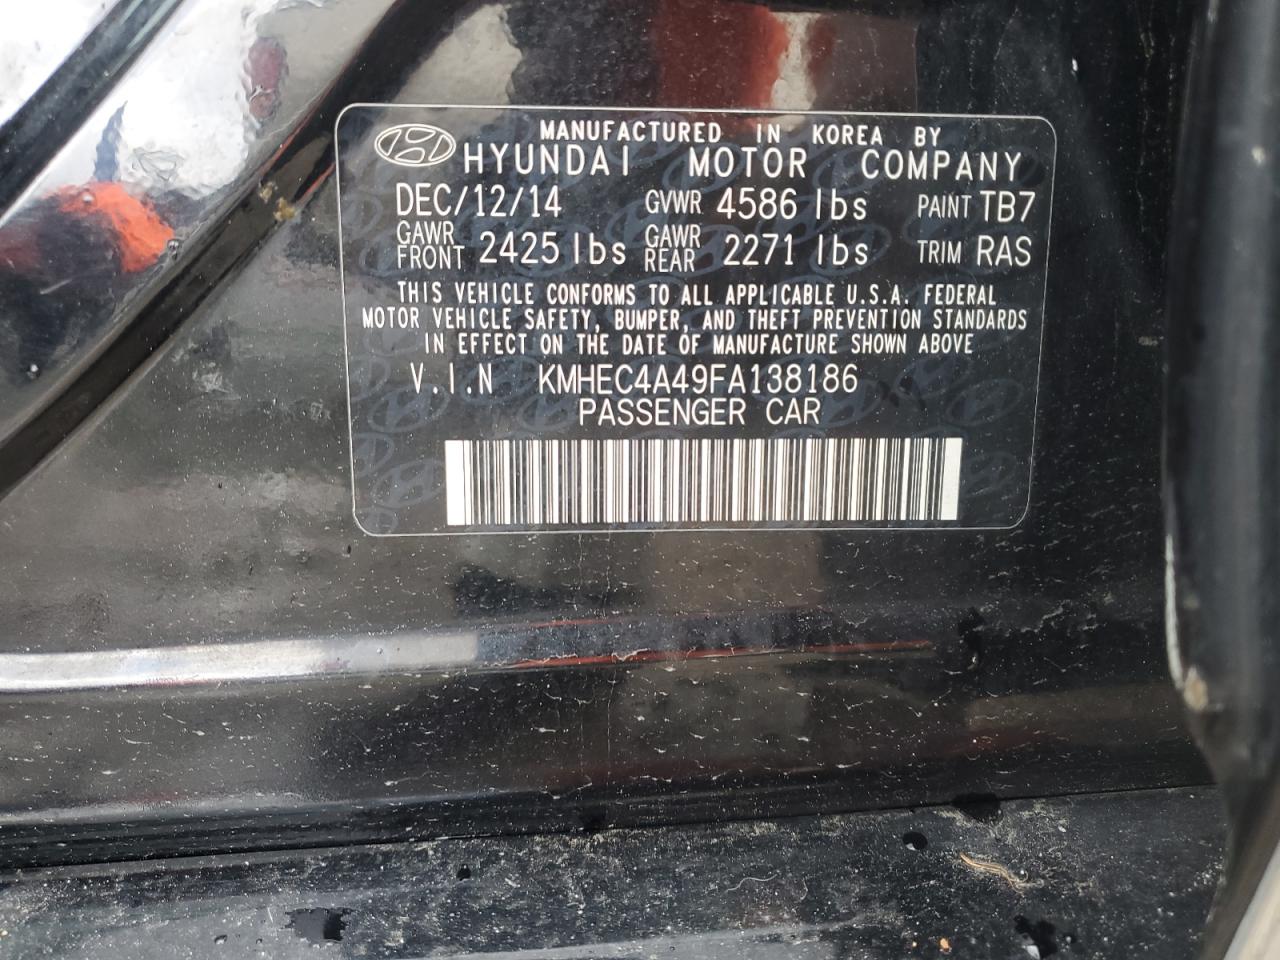 MANUFACTURED IN KOREA BY
HYUNDAI MOTOR COMPANY
DEC/12/14 GVWR 4586 lbs PAINT TB7
GAWR FRONT 2425 lbs GAWR REAR 2271 lbs TRIM RAS
THIS VEHICLE CONFORMS TO ALL APPLICABLE U.S.A. FEDERAL
MOTOR VEHICLE SAFETY, BUMPER, AND THEFT PREVENTION STANDARDS
IN EFFECT ON THE DATE OF MANUFACTURE SHOWN ABOVE
V.I.N KMHEC4A49FA138186
PASSENGER CAR